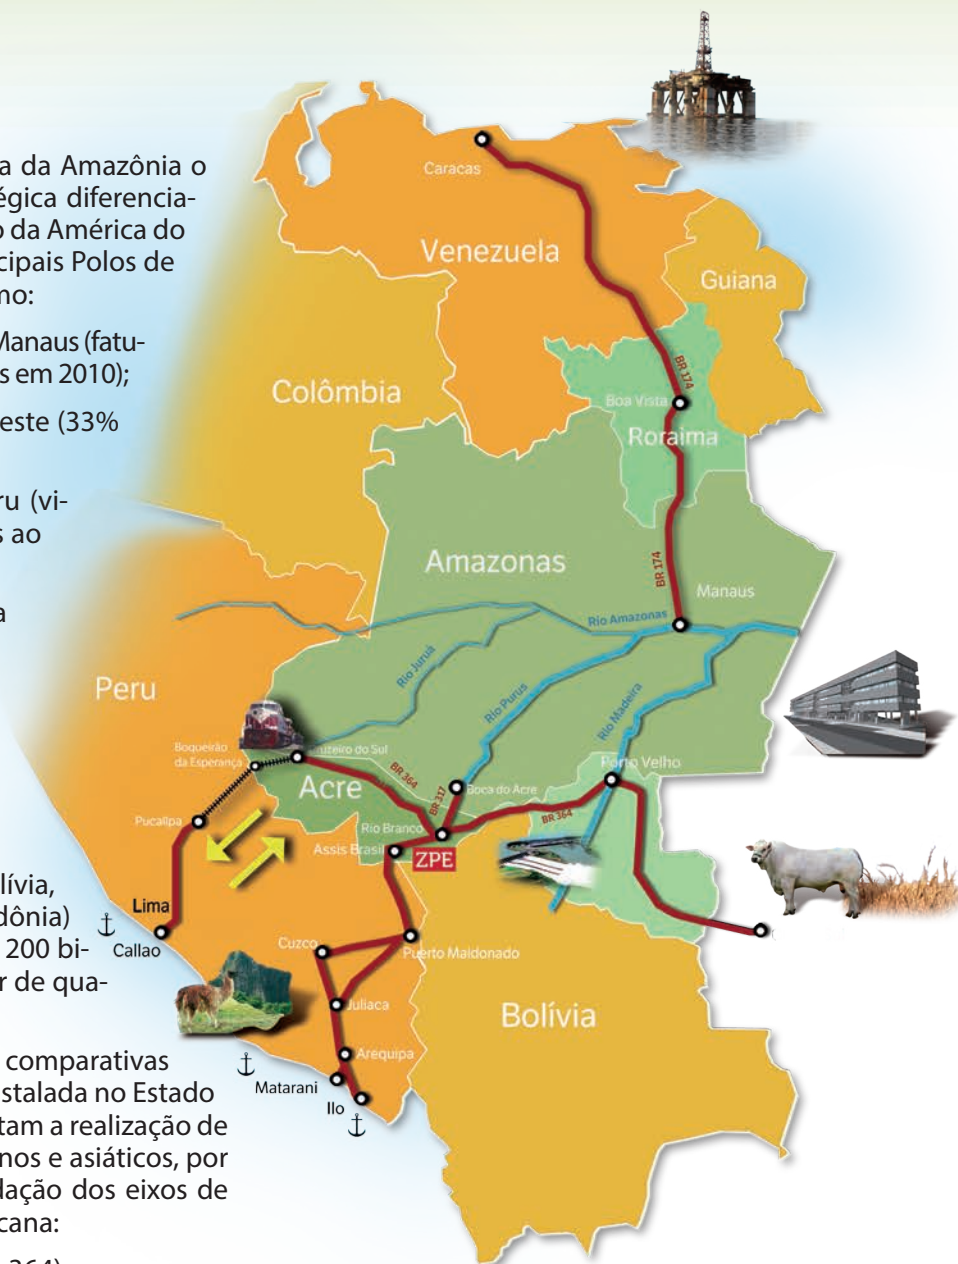 a da Amazônia o
égica diferencia-
o da América do
cipais Polos de
mo:
Manaus (fatu-
s em 2010);
este (33%
ru (vi-
s ao
a
lívia,
dônia)
200 bi-
r de qua-
comparativas
stalada no Estado
tam a realização de
nos e asiáticos, por
dação dos eixos de
cana:
Caracas
Venezuela
Guiana
Colômbia
BR 174
Boa Vista
Roraima
Amazonas
BR 174
Manaus
Rio Amazonas
Rio Juruá
Rio Purus
Rio Madeira
Peru
Boqueirão
da Esperança
ruzeiro do Sul
Acre
BR 364
BR 317
Boca do Acre
Porto Velho
BR 364
Rio Branco
Assis Brasil
ZPE
Pucallpa
Lima
Callao
Cuzco
Puerto Maldonado
Juliaca
Bolívia
Arequipa
Matarani
Ilo